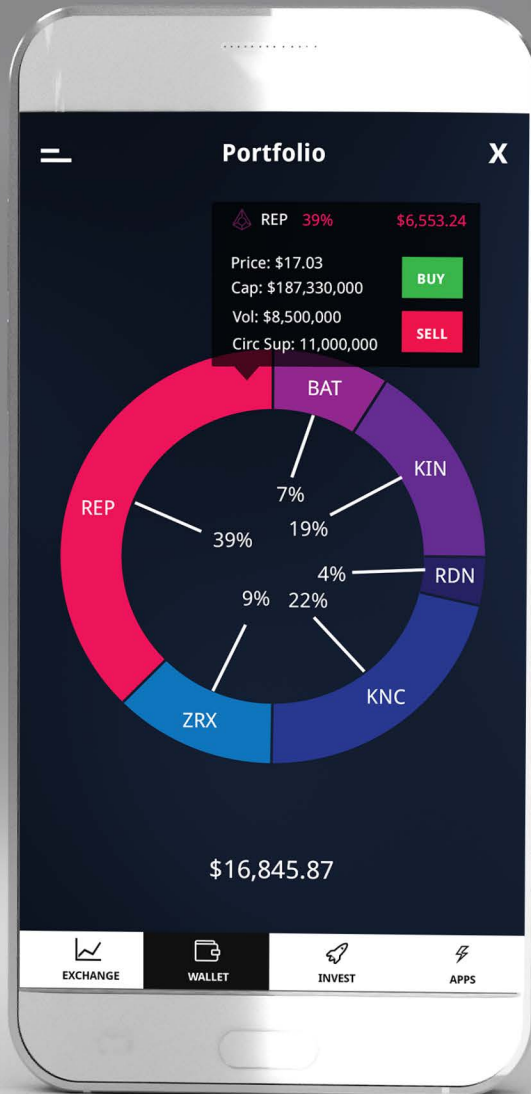 Portfolio X
REP 39% $6,553.24
Price: $17.03
BUY
Cap: $187,330,000
Vol: $8,500,000
SELL
Circ Sup: 11,000,000
BAT
KIN
7%
19%
REP
39%
4%
RDN
9%
22%
KNC
ZRX
$16,845.87
EXCHANGE WALLET INVEST APPS